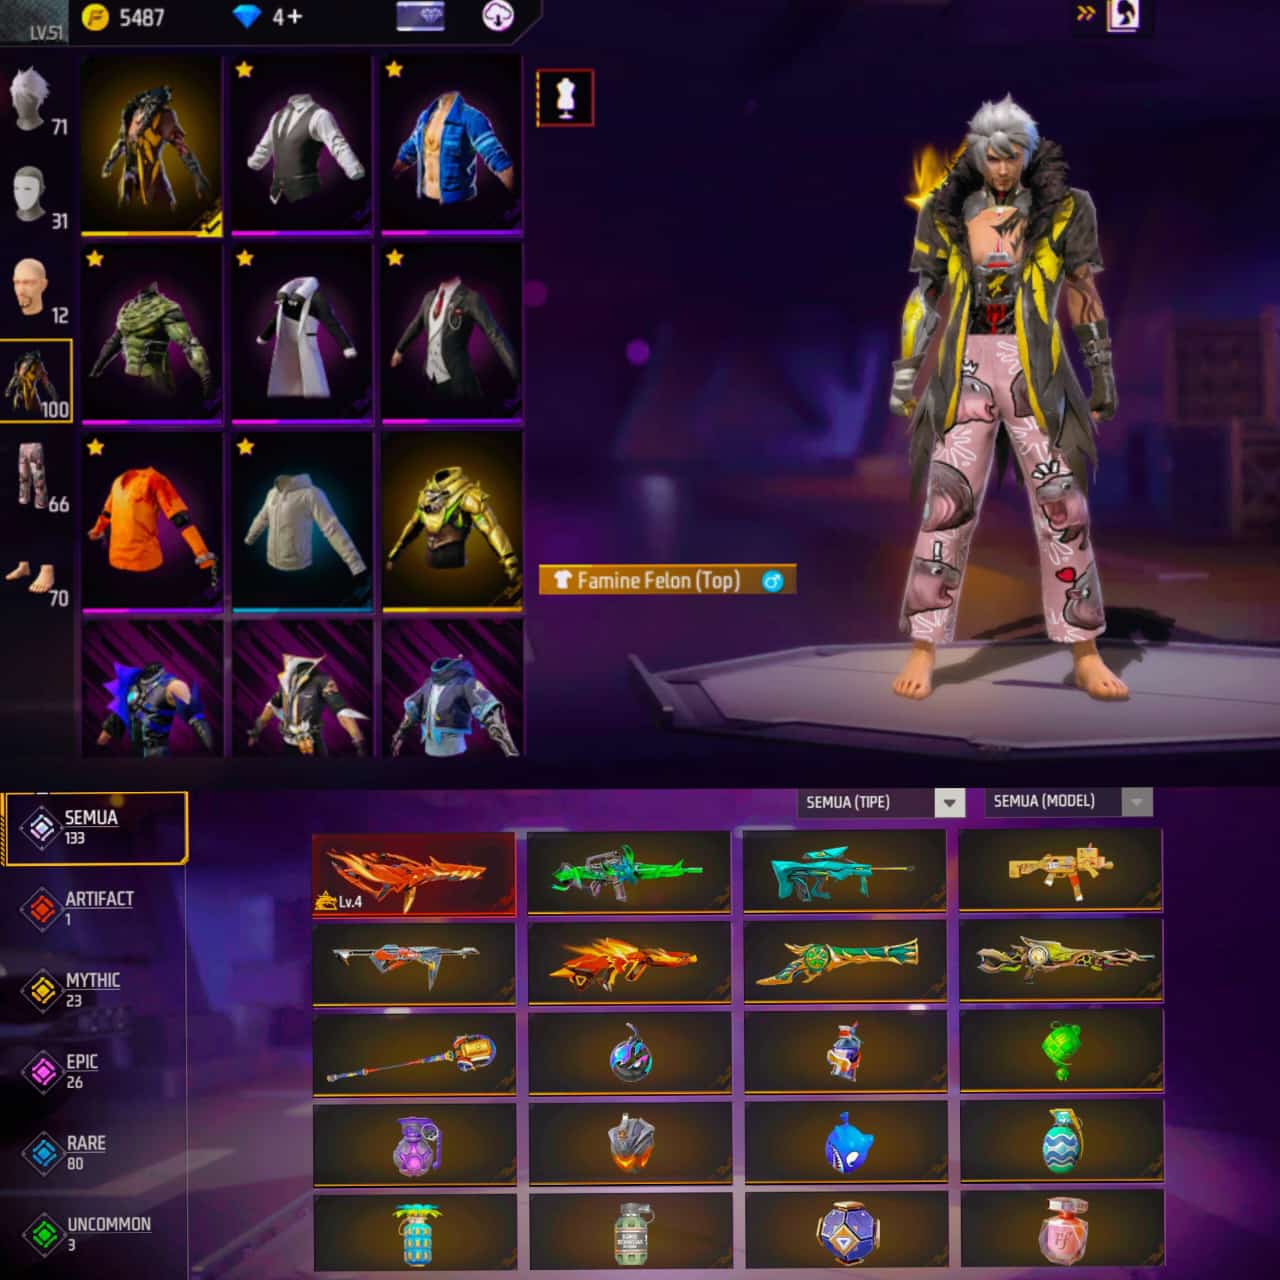 LV.51
5487
4+
71
31
12
100
66
70
Famine Felon (Top)
SEMUA (TIPE)
SEMUA (MODEL)
SEMUA
133
ARTIFACT
1
MYTHIC
23
EPIC
26
RARE
80
UNCOMMON
3
Lv.4